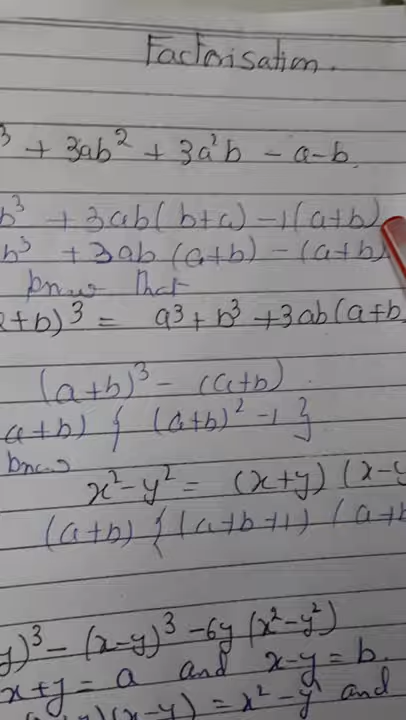 Factorisation.
³ + 3ab² + 3a²b - a-b
b³ + 3ab(b+a) -1(a+b)
b³ + 3ab (a+b) - (a+b)
know that
+b)³ = a³ + b³ + 3ab(a+b
(a+b)³ - (a+b).
a+b) { (a+b)² -1 }
know
x²-y² = (x+y) (x-y
(a+b) { (a+b+1) (a+b
y)³ - (x-y)³ - 6y (x²-y²)
x+y = a and x-y = b.
)(x-y) = x²-y² and